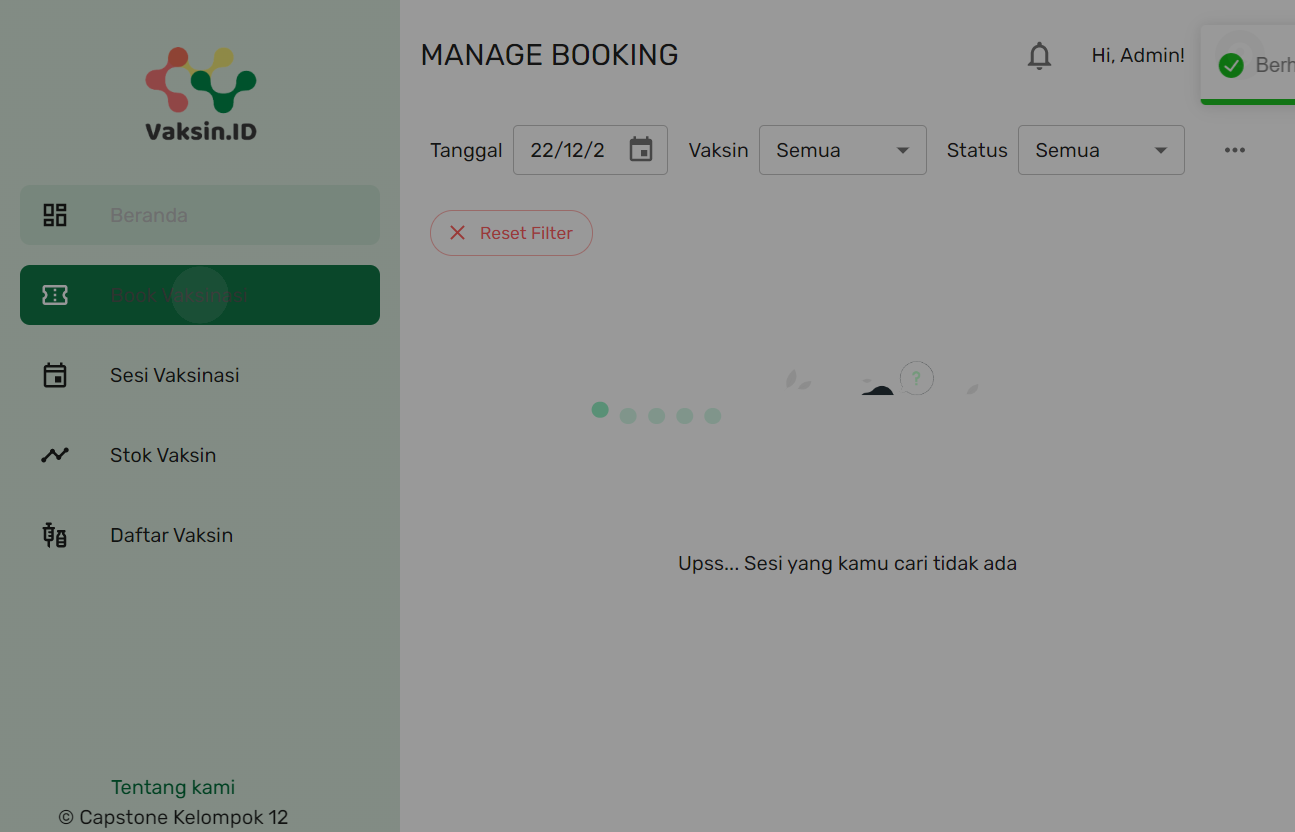 Vaksin.ID
Beranda
Book Vaksinasi
Sesi Vaksinasi
Stok Vaksin
Daftar Vaksin
Tentang kami
© Capstone Kelompok 12
MANAGE BOOKING
Hi, Admin!
Tanggal 22/12/2 Vaksin Semua Status Semua
Reset Filter
?
Upss... Sesi yang kamu cari tidak ada
Berh